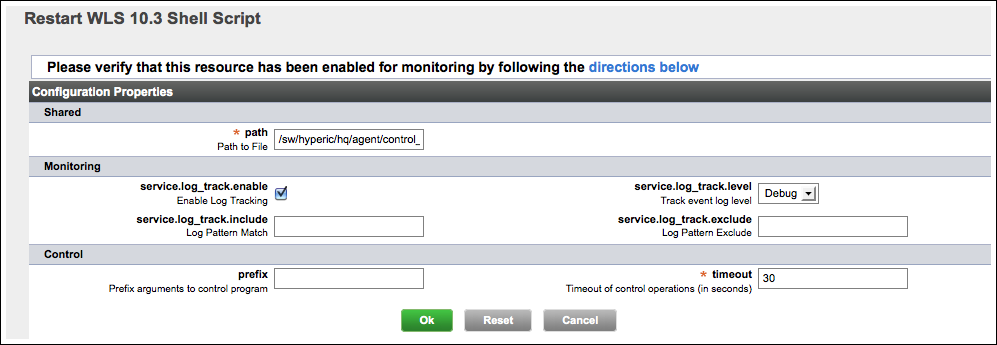 Restart WLS 10.3 Shell Script
Please verify that this resource has been enabled for monitoring by following the directions below
Configuration Properties
Shared
* path
Path to File
/sw/hyperic/hq/agent/control_
Monitoring
service.log_track.enable
Enable Log Tracking
service.log_track.level
Track event log level
Debug
service.log_track.include
Log Pattern Match
service.log_track.exclude
Log Pattern Exclude
Control
prefix
Prefix arguments to control program
* timeout
Timeout of control operations (in seconds)
30
Ok
Reset
Cancel